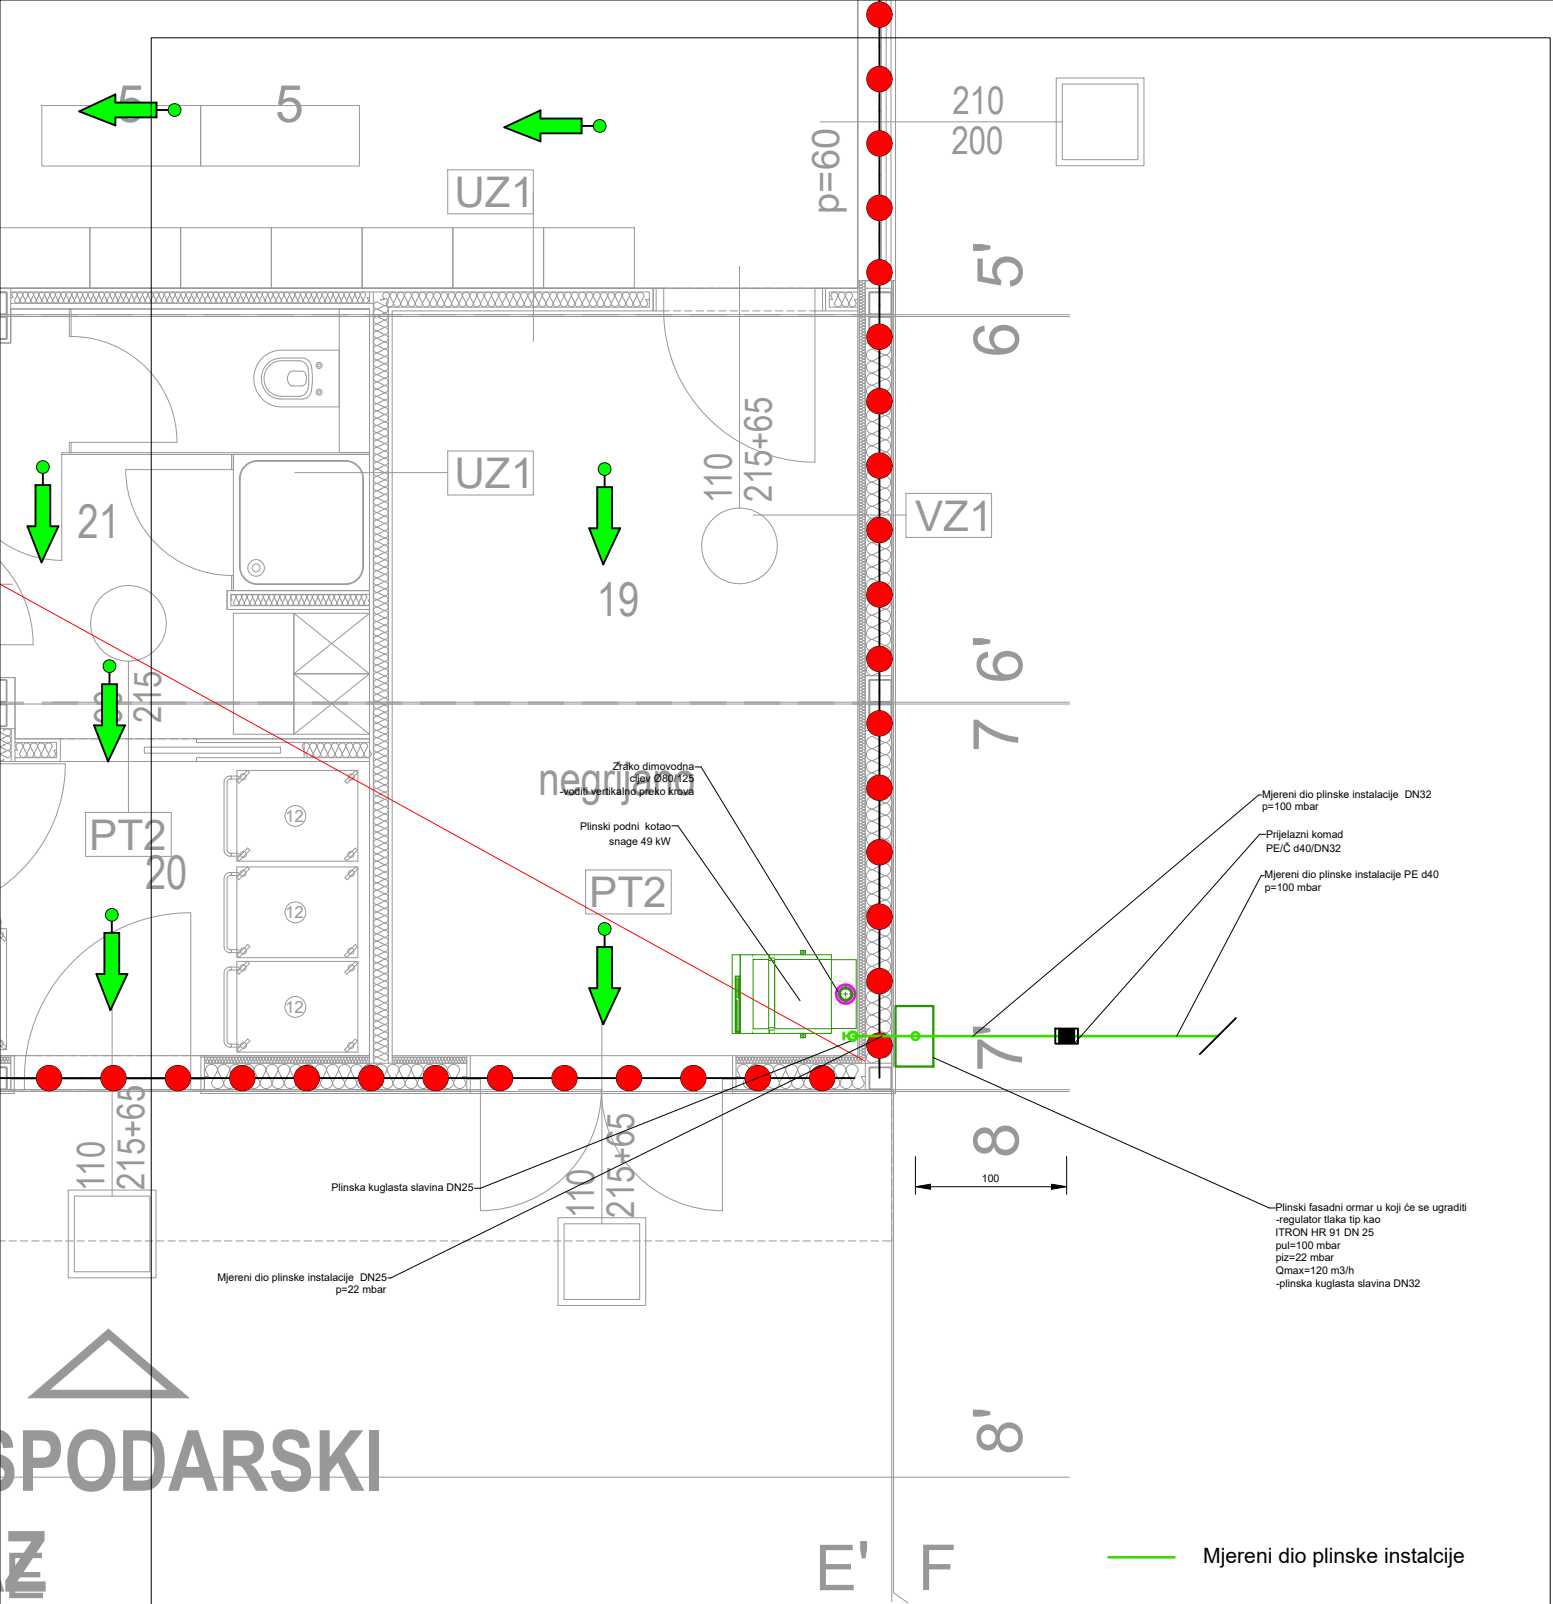 5
5
210
200
p=60
UZ1
5'
6
110
215+65
UZ1
VZ1
21
19
6'
7
215
negrijano
Zrako dimovodna
cijev Ø80/125
-voditi vertikalno preko krova
Plinski podni kotao
snage 49 kW
Mjereni dio plinske instalacije DN32
p=100 mbar
Prijelazni komad
PE/Č d40/DN32
Mjereni dio plinske instalacije PE d40
p=100 mbar
PT2
20
12
12
12
PT2
7'
8
110
215+65
110
215+65
100
Plinska kuglasta slavina DN25
Mjereni dio plinske instalacije DN25
p=22 mbar
Plinski fasadni ormar u koji će se ugraditi
-regulator tlaka tip kao
ITRON HR 91 DN 25
pul=100 mbar
piz=22 mbar
Qmax=120 m3/h
-plinska kuglasta slavina DN32
8'
SPODARSKI
Z
E
E'
F
Mjereni dio plinske instalcije